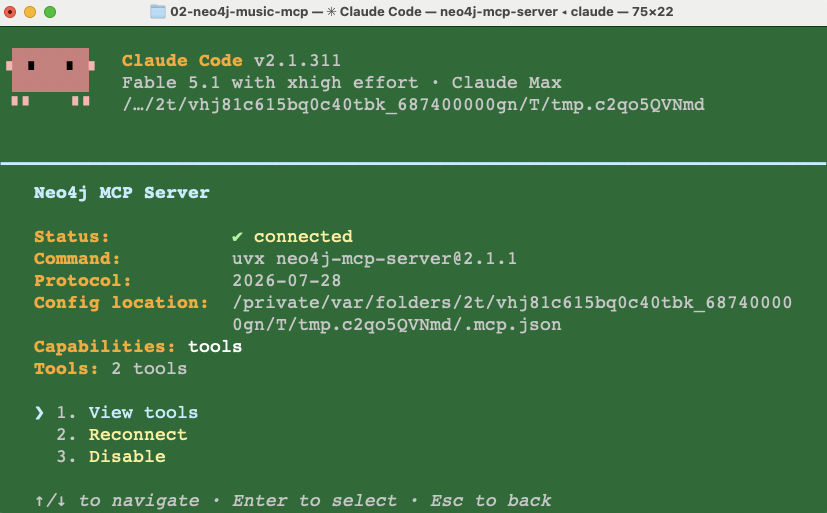 02-neo4j-music-mcp — ✳ Claude Code — neo4j-mcp-server ◂ claude — 75×22
Claude Code v2.1.311
Fable 5.1 with xhigh effort · Claude Max
/…/2t/vhj81c615bq0c40tbk_687400000gn/T/tmp.c2qo5QVNmd
Neo4j MCP Server
Status: ✔ connected
Command: uvx neo4j-mcp-server@2.1.1
Protocol: 2026-07-28
Config location: /private/var/folders/2t/vhj81c615bq0c40tbk_68740000
0gn/T/tmp.c2qo5QVNmd/.mcp.json
Capabilities: tools
Tools: 2 tools
❯ 1. View tools
2. Reconnect
3. Disable
↑/↓ to navigate · Enter to select · Esc to back